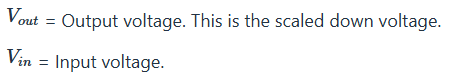 Vout = Output voltage. This is the scaled down voltage.
Vin = Input voltage.